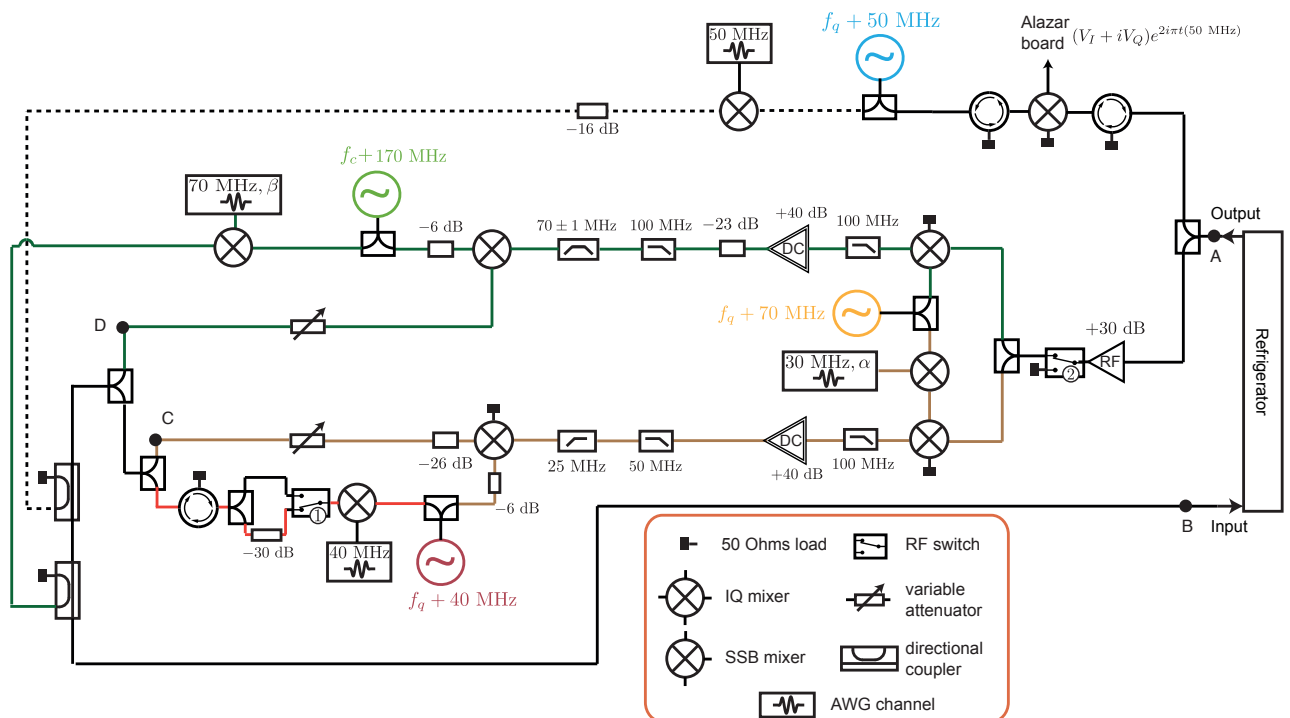 f_q + 50 MHz
50 MHz
Alazar
board
(V_I + iV_Q)e^{2iπt(50 MHz)}
−16 dB
f_c + 170 MHz
70 MHz, β
−6 dB
70 ± 1 MHz
100 MHz
−23 dB
+40 dB
DC
100 MHz
Output
A
D
f_q + 70 MHz
+30 dB
RF
②
30 MHz, α
Refrigerator
C
−26 dB
25 MHz
50 MHz
DC
+40 dB
100 MHz
−6 dB
①
−30 dB
40 MHz
f_q + 40 MHz
B
Input
50 Ohms load
RF switch
IQ mixer
variable
attenuator
SSB mixer
directional
coupler
AWG channel